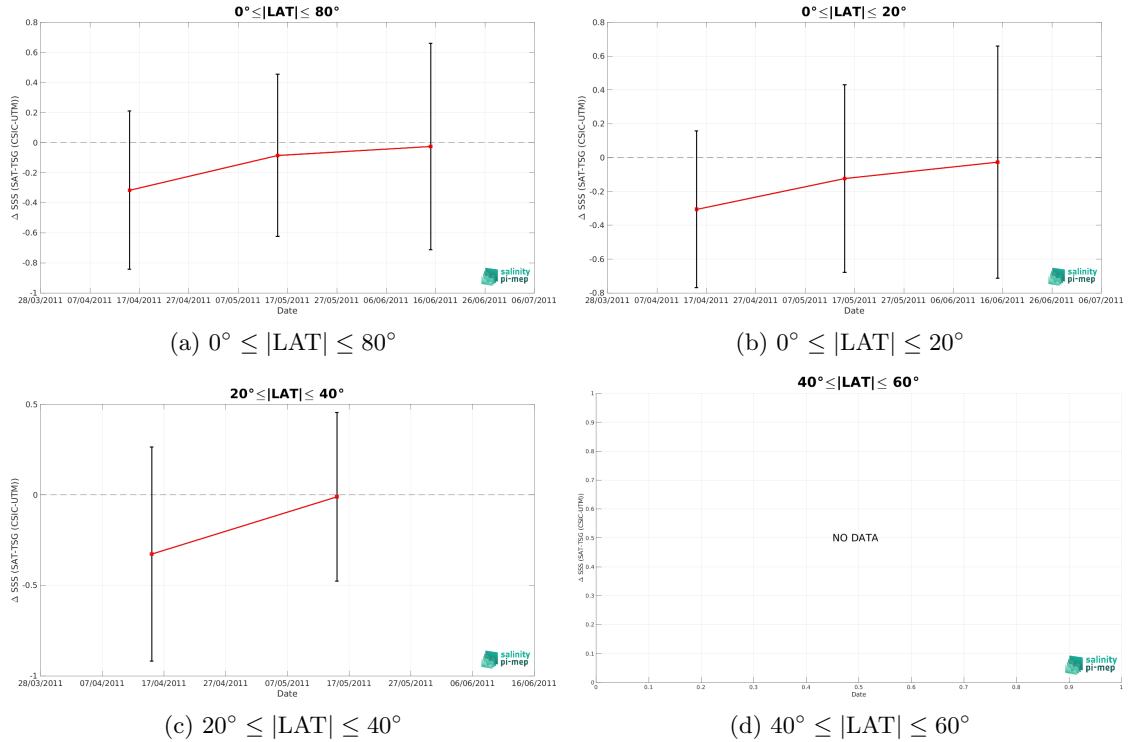 0°≤|LAT|≤ 80°
0.8
0.6
0.4
0.2
0
-0.2
-0.4
-0.6
-0.8
-1
Δ SSS (SAT-TSG (CSIC-UTM))
28/03/2011 07/04/2011 17/04/2011 27/04/2011 07/05/2011 17/05/2011 27/05/2011 06/06/2011 16/06/2011 26/06/2011 06/07/2011
Date
salinity
pi-mep
(a) 0° ≤ |LAT| ≤ 80°
0°≤|LAT|≤ 20°
0.8
0.6
0.4
0.2
0
-0.2
-0.4
-0.6
-0.8
Δ SSS (SAT-TSG (CSIC-UTM))
28/03/2011 07/04/2011 17/04/2011 27/04/2011 07/05/2011 17/05/2011 27/05/2011 06/06/2011 16/06/2011 26/06/2011 06/07/2011
Date
salinity
pi-mep
(b) 0° ≤ |LAT| ≤ 20°
20°≤|LAT|≤ 40°
0.5
0
-0.5
-1
Δ SSS (SAT-TSG (CSIC-UTM))
28/03/2011 07/04/2011 17/04/2011 27/04/2011 07/05/2011 17/05/2011 27/05/2011 06/06/2011 16/06/2011
Date
salinity
pi-mep
(c) 20° ≤ |LAT| ≤ 40°
40°≤|LAT|≤ 60°
1
0.9
0.8
0.7
0.6
0.5
0.4
0.3
0.2
0.1
0
Δ SSS (SAT-TSG (CSIC-UTM))
NO DATA
0 0.1 0.2 0.3 0.4 0.5 0.6 0.7 0.8 0.9 1
Date
salinity
pi-mep
(d) 40° ≤ |LAT| ≤ 60°